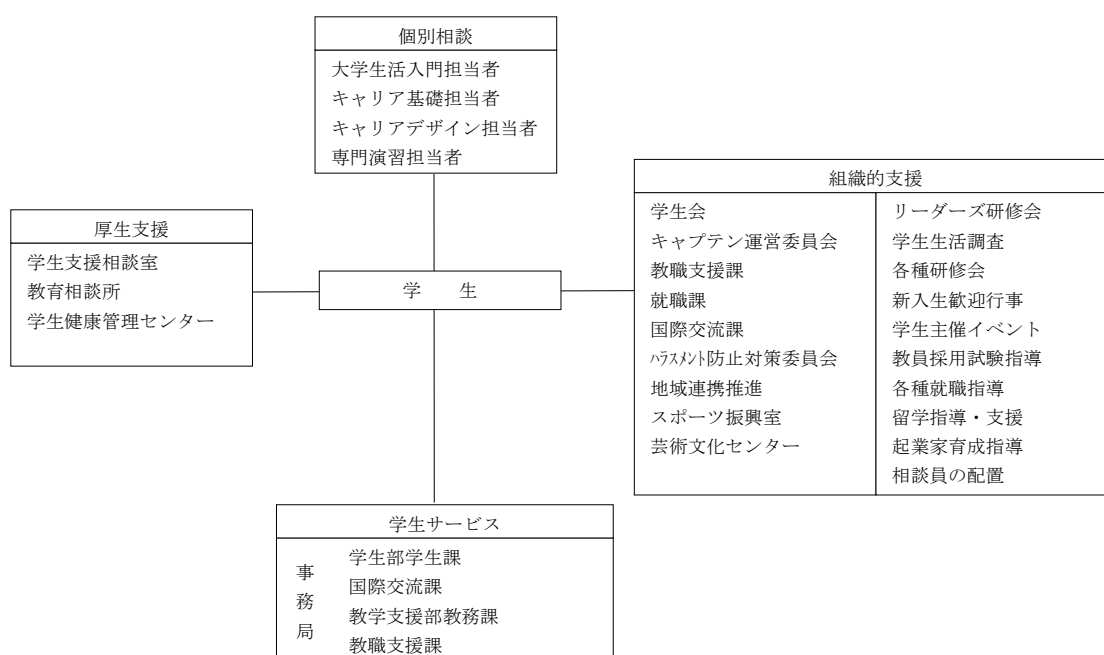 個別相談
大学生活入門担当者
キャリア基礎担当者
キャリアデザイン担当者
専門演習担当者
厚生支援
学生支援相談室
教育相談所
学生健康管理センター
学　生
組織的支援
学生会
キャプテン運営委員会
教職支援課
就職課
国際交流課
ﾊﾗｽﾒﾝﾄ防止対策委員会
地域連携推進
スポーツ振興室
芸術文化センター
リーダーズ研修会
学生生活調査
各種研修会
新入生歓迎行事
学生主催イベント
教員採用試験指導
各種就職指導
留学指導・支援
起業家育成指導
相談員の配置
学生サービス
事務局
学生部学生課
国際交流課
教学支援部教務課
教職支援課